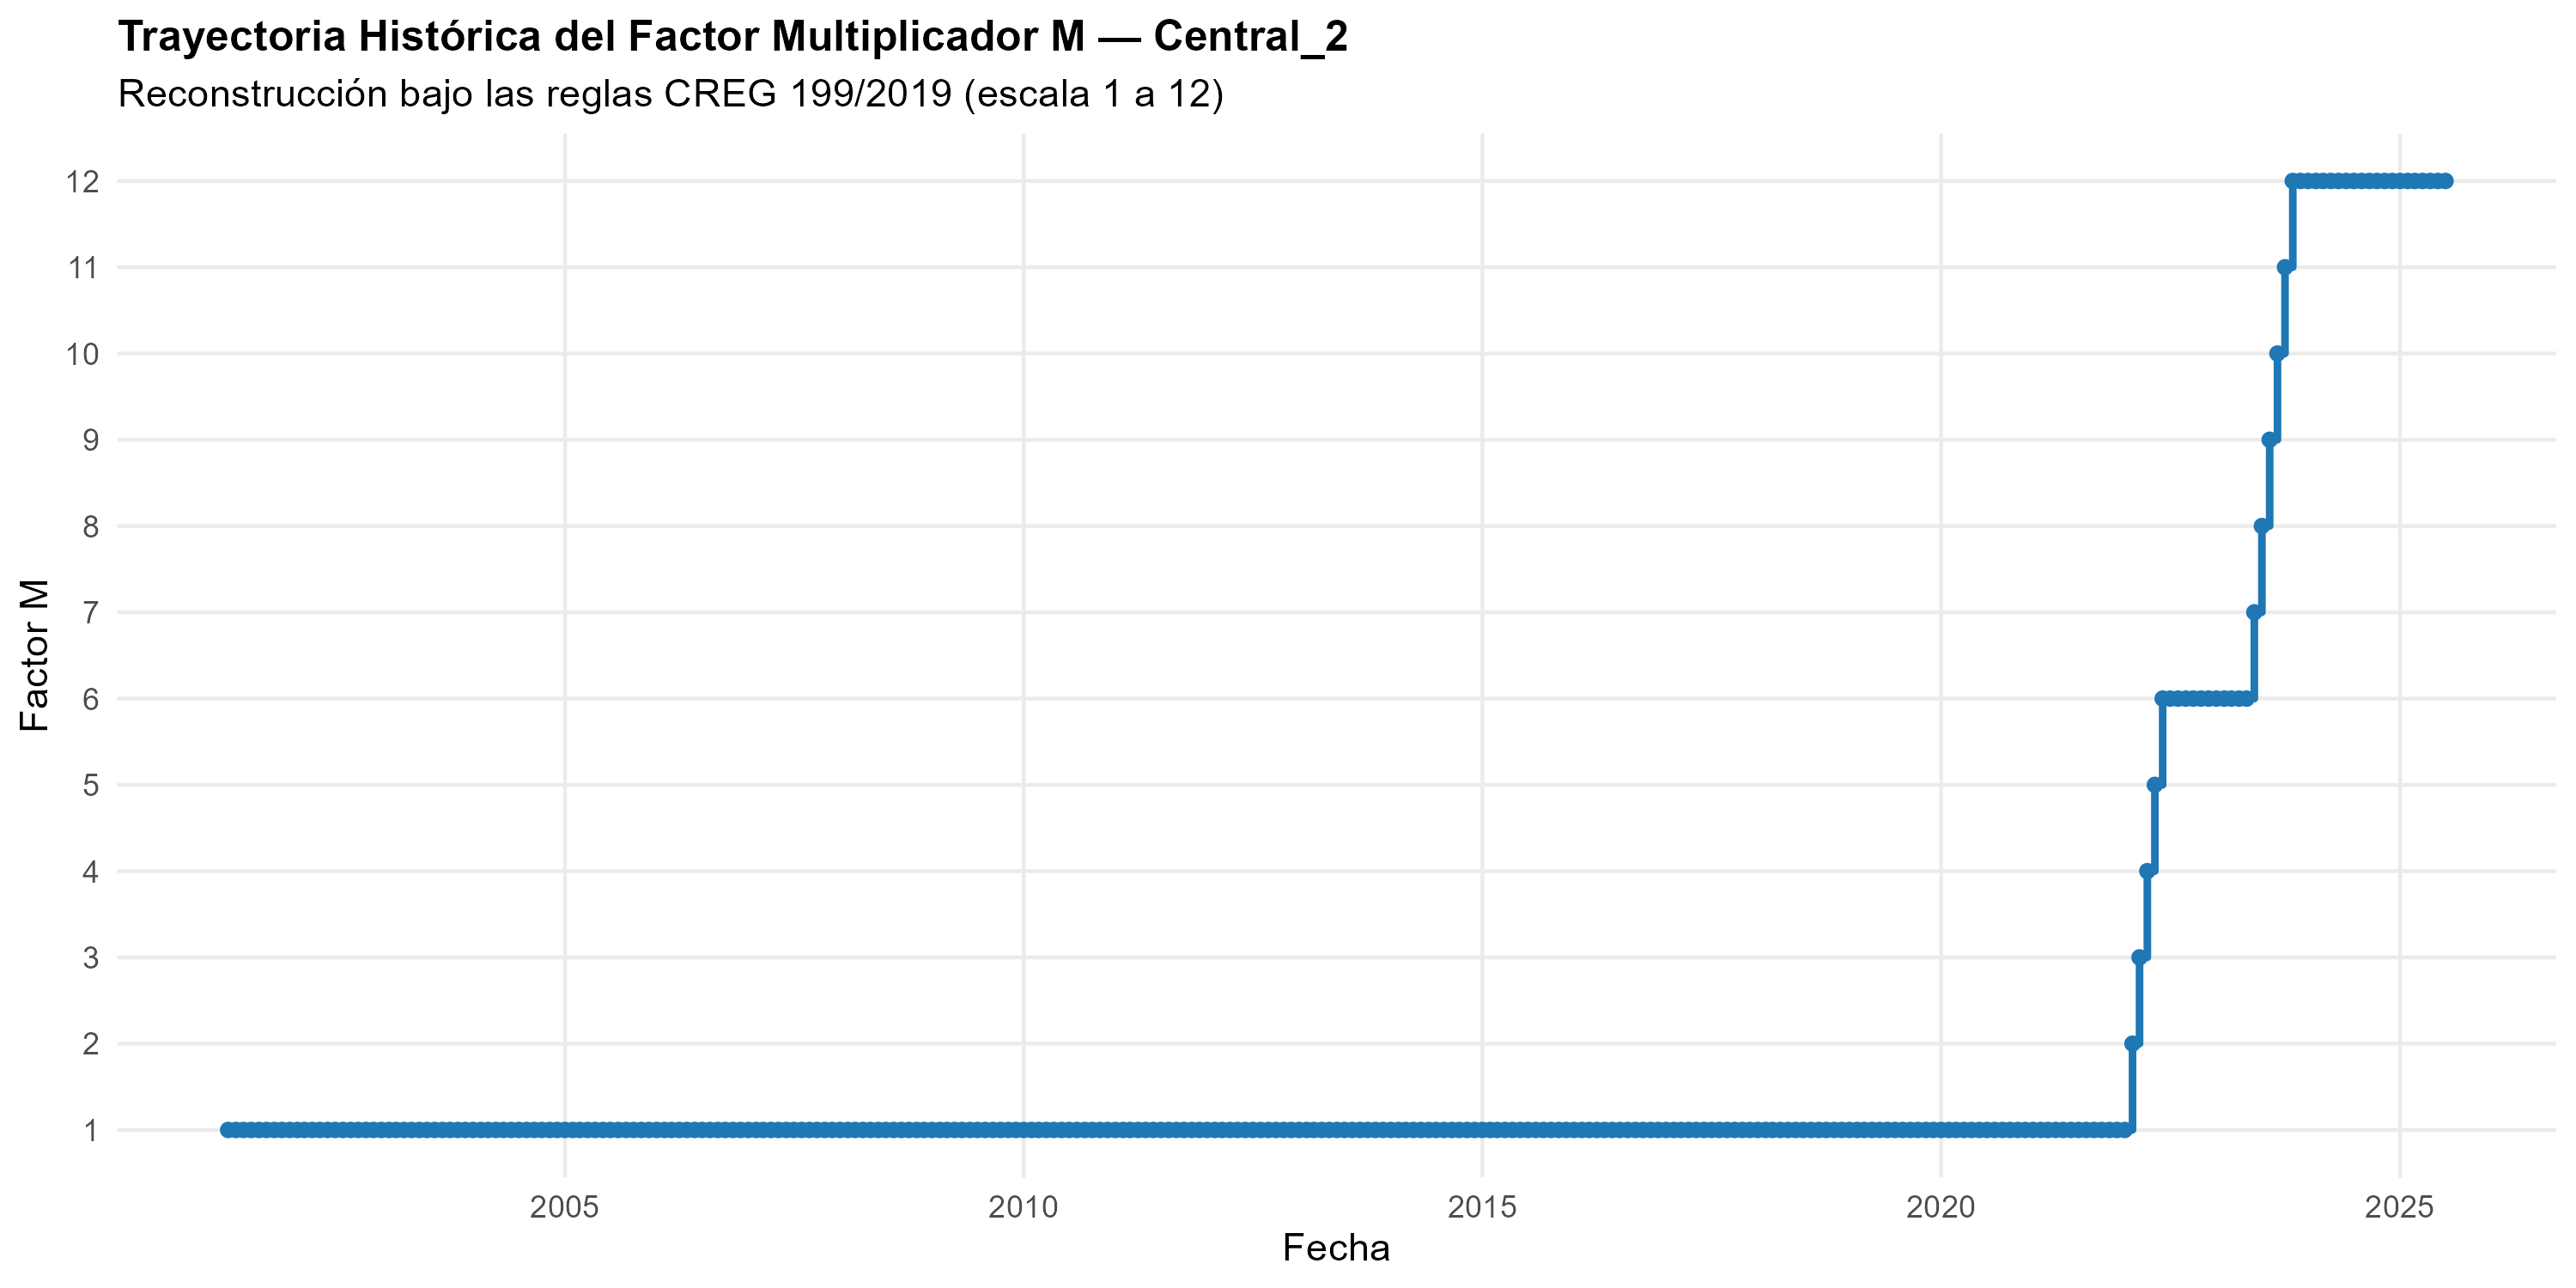 Trayectoria Histórica del Factor Multiplicador M — Central_2
Reconstrucción bajo las reglas CREG 199/2019 (escala 1 a 12)
12
11
10
9
8
7
6
5
4
3
2
1
Factor M
2005 2010 2015 2020 2025
Fecha